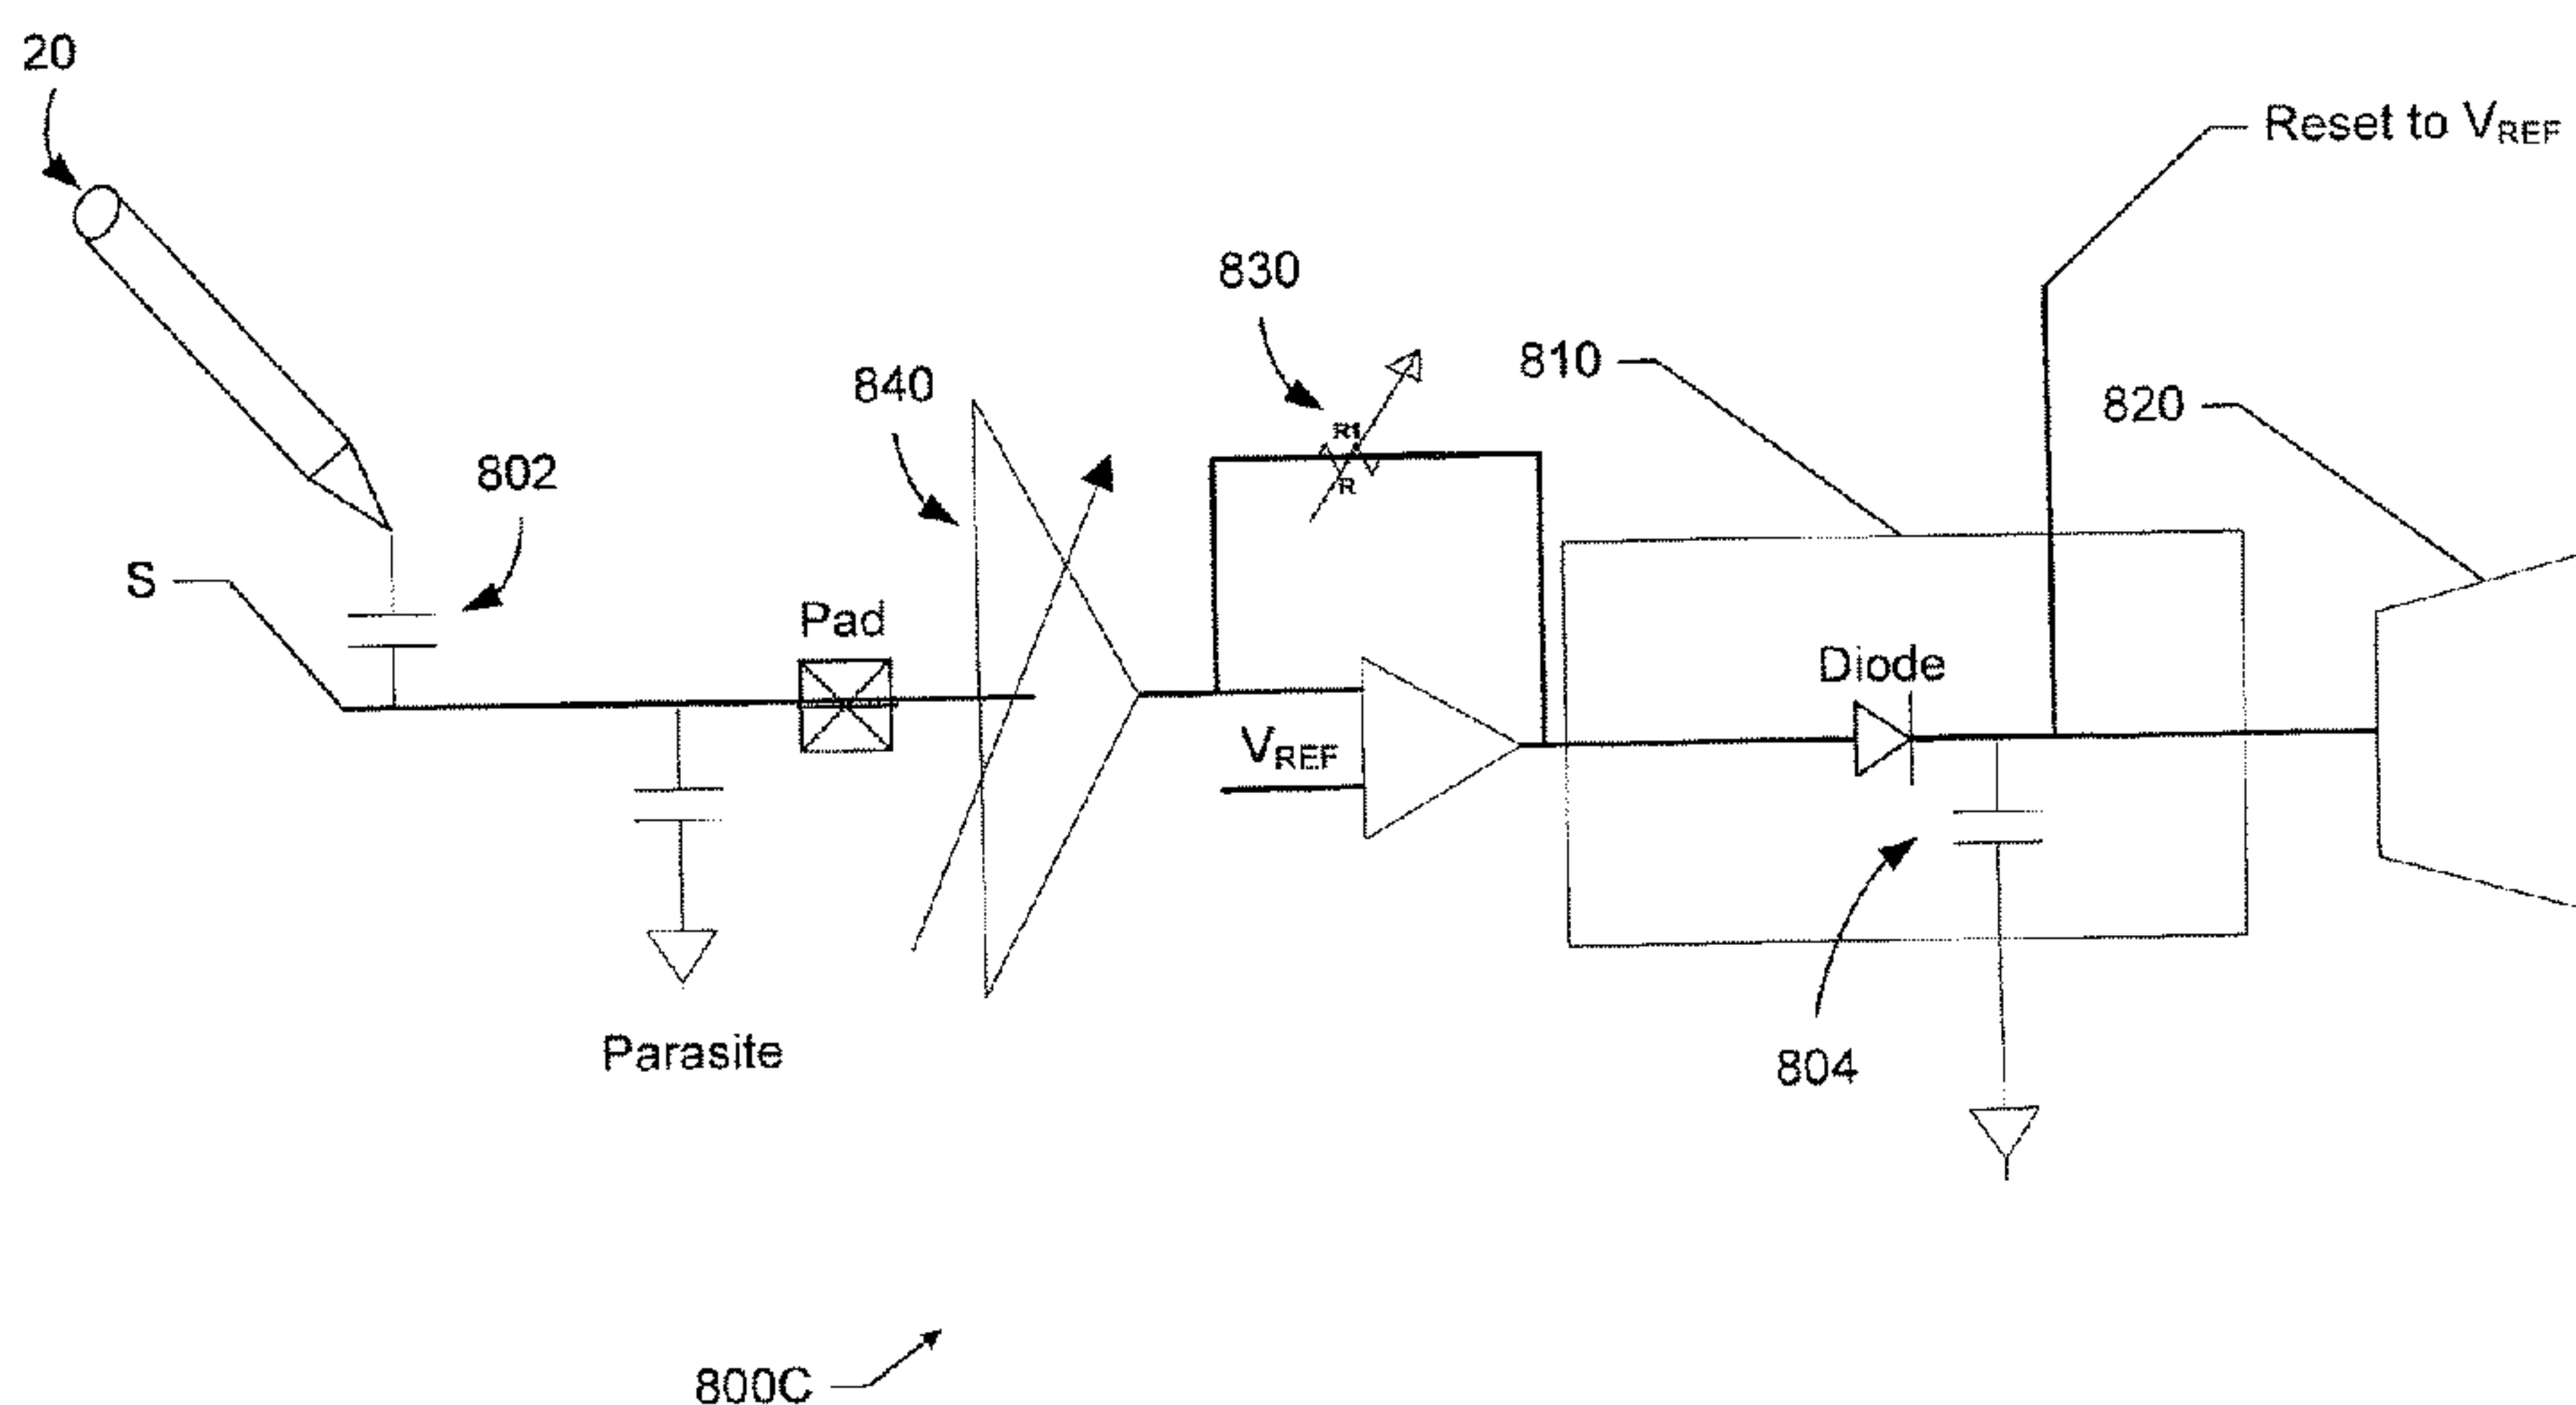 20
Reset to VREF
830
810
840
820
R1
802
R
S
Pad
Diode
VREF
804
Parasite
800C